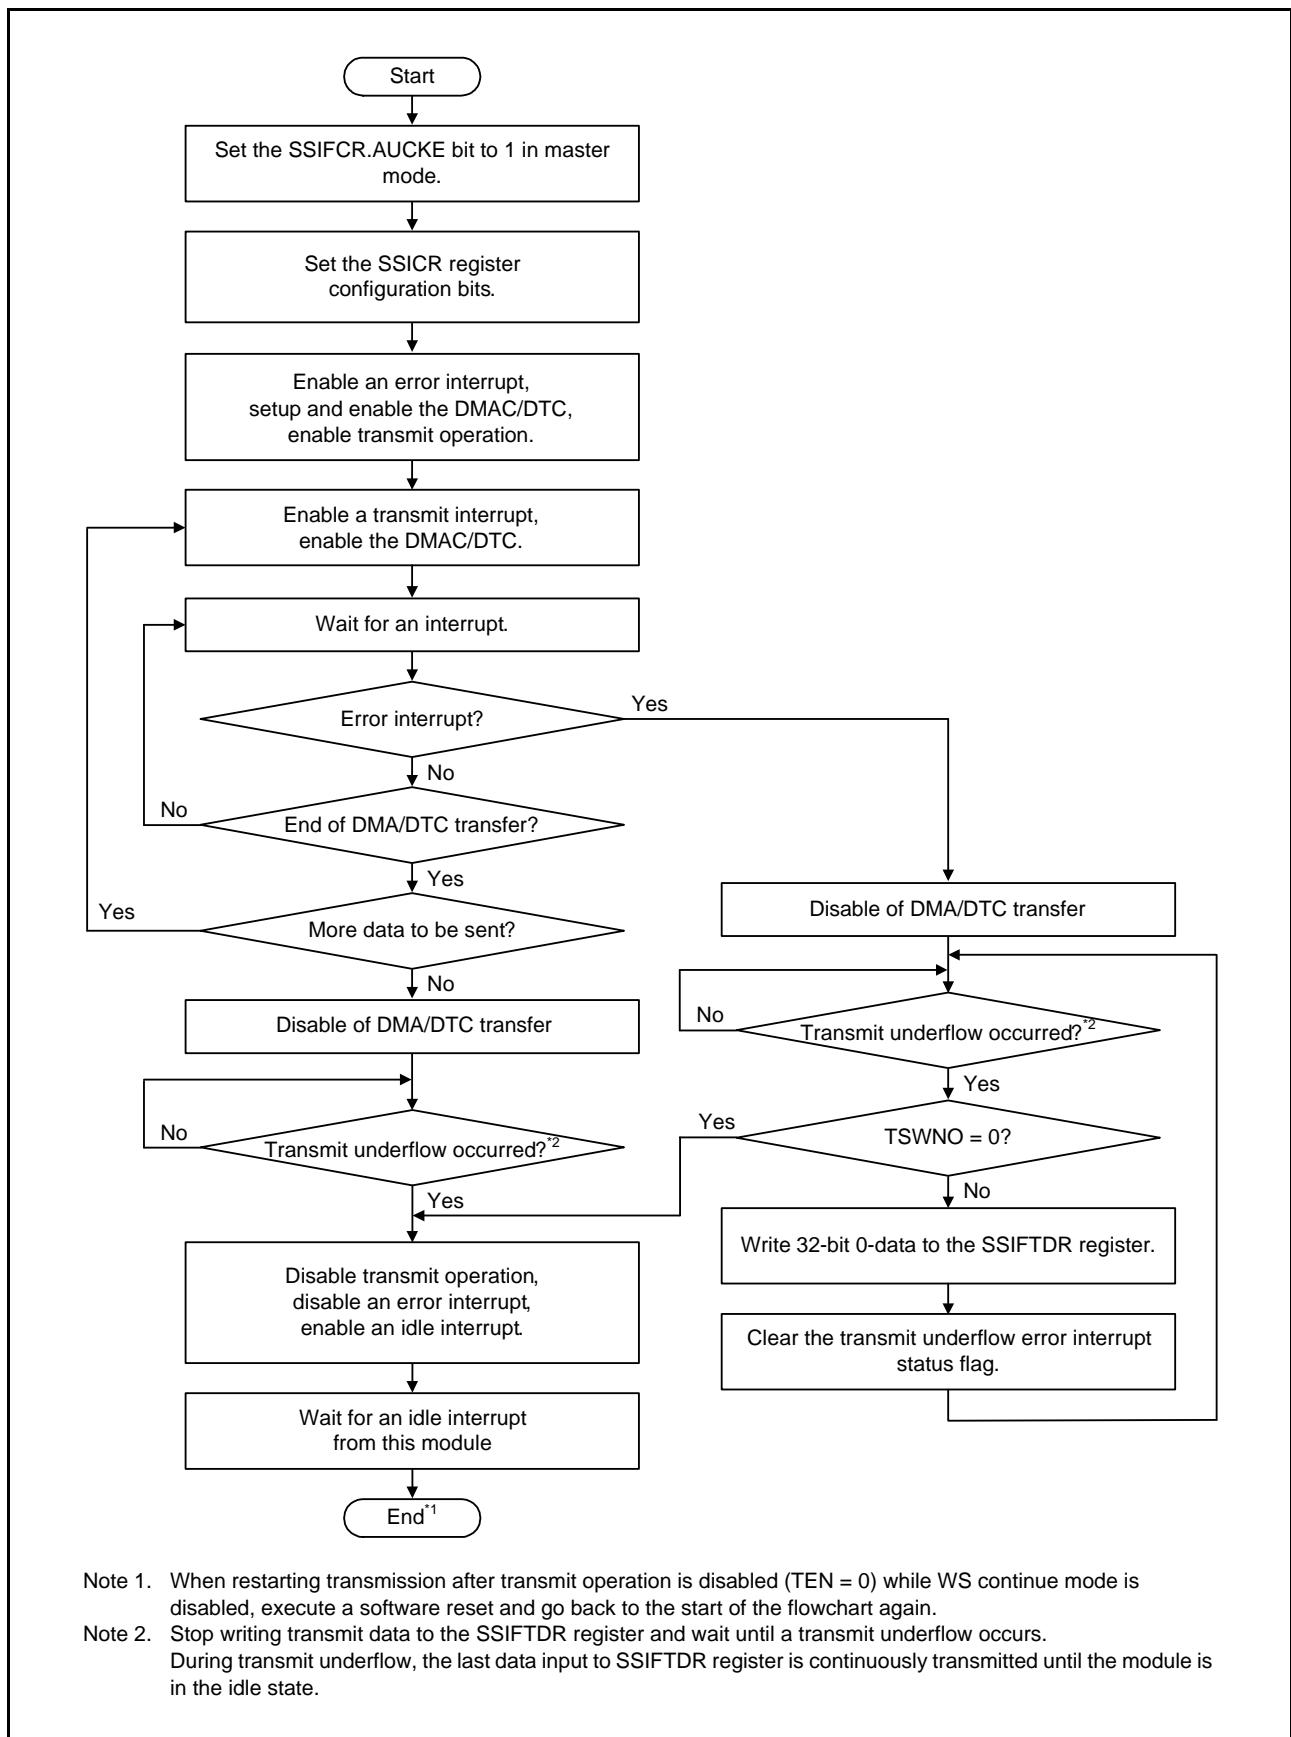 Start
Set the SSIFCR.AUCKE bit to 1 in master
mode.
Set the SSICR register
configuration bits.
Enable an error interrupt,
setup and enable the DMAC/DTC,
enable transmit operation.
Enable a transmit interrupt,
enable the DMAC/DTC.
Wait for an interrupt.
Error interrupt?
Yes
No
End of DMA/DTC transfer?
No
Yes
More data to be sent?
Yes
No
Disable of DMA/DTC transfer
Transmit underflow occurred?*2
No
Yes
Disable transmit operation,
disable an error interrupt,
enable an idle interrupt.
Wait for an idle interrupt
from this module
End*1
Disable of DMA/DTC transfer
Transmit underflow occurred?*2
No
Yes
TSWNO = 0?
Yes
No
Write 32-bit 0-data to the SSIFTDR register.
Clear the transmit underflow error interrupt
status flag.
Note 1. When restarting transmission after transmit operation is disabled (TEN = 0) while WS continue mode is
disabled, execute a software reset and go back to the start of the flowchart again.
Note 2. Stop writing transmit data to the SSIFTDR register and wait until a transmit underflow occurs.
During transmit underflow, the last data input to SSIFTDR register is continuously transmitted until the module is
in the idle state.